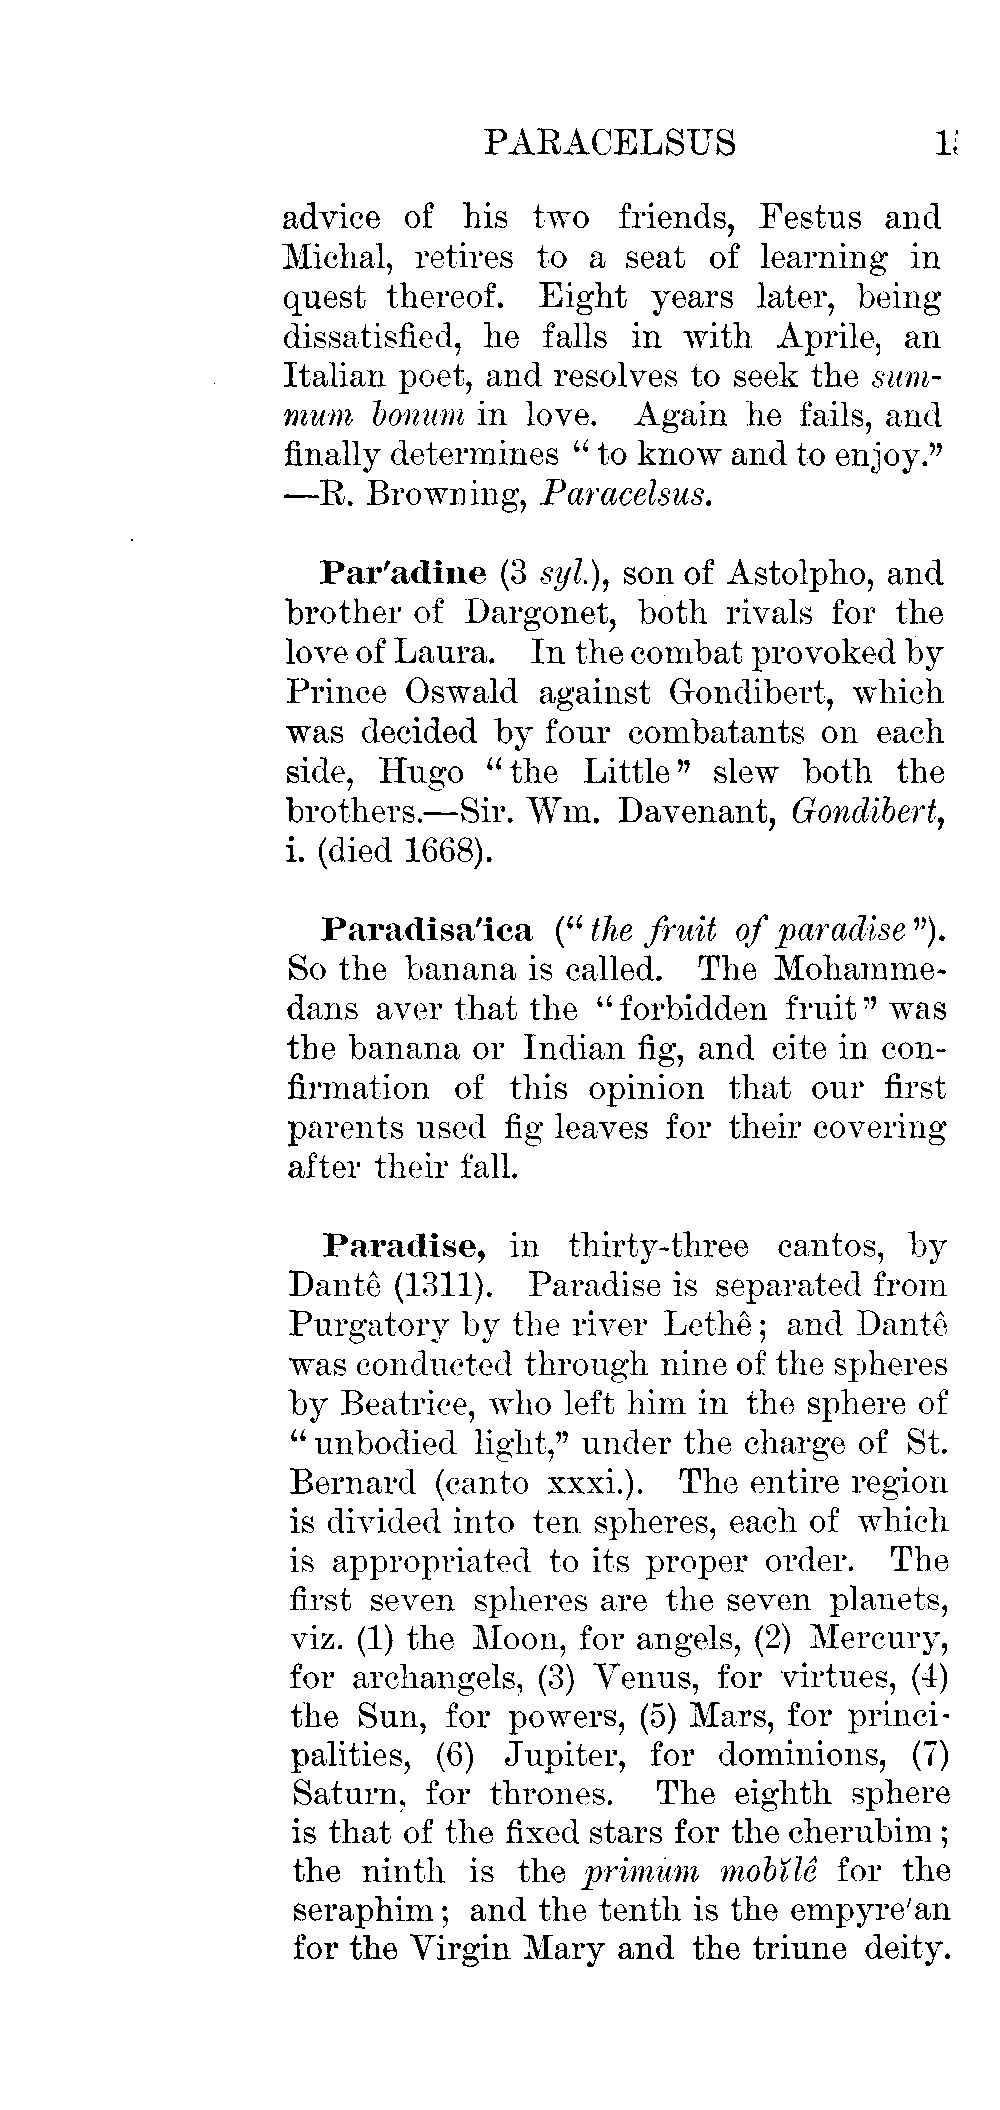 PARACELSUS
advice of his two friends, Festus and
Michal, retires to a seat of learning in
quest thereof. Eight years later, being
dissatisfied, he falls in with Aprile, an
Italian poet, and resolves to seek the sum-
mum bonum in love. Again he fails, and
finally determines “to know and to enjoy.”
—R. Browning, Paracelsus.
Par'adine (3 syl.), son of Astolpho, and
brother of Dargonet, both rivals for the
love of Laura. In the combat provoked by
Prince Oswald against Gondibert, which
was decided by four combatants on each
side, Hugo “the Little” slew both the
brothers.—Sir. Wm. Davenant, Gondibert,
i. (died 1668).
Paradisa'ica (“the fruit of paradise”).
So the banana is called. The Mohamme-
dans aver that the “forbidden fruit” was
the banana or Indian fig, and cite in con-
firmation of this opinion that our first
parents used fig leaves for their covering
after their fall.
Paradise, in thirty-three cantos, by
Dantê (1311). Paradise is separated from
Purgatory by the river Lethê; and Dantê
was conducted through nine of the spheres
by Beatrice, who left him in the sphere of
“unbodied light,” under the charge of St.
Bernard (canto xxxi.). The entire region
is divided into ten spheres, each of which
is appropriated to its proper order. The
first seven spheres are the seven planets,
viz. (1) the Moon, for angels, (2) Mercury,
for archangels, (3) Venus, for virtues, (4)
the Sun, for powers, (5) Mars, for princi-
palities, (6) Jupiter, for dominions, (7)
Saturn, for thrones. The eighth sphere
is that of the fixed stars for the cherubim;
the ninth is the primum mobĭlê for the
seraphim; and the tenth is the empyre'an
for the Virgin Mary and the triune deity.